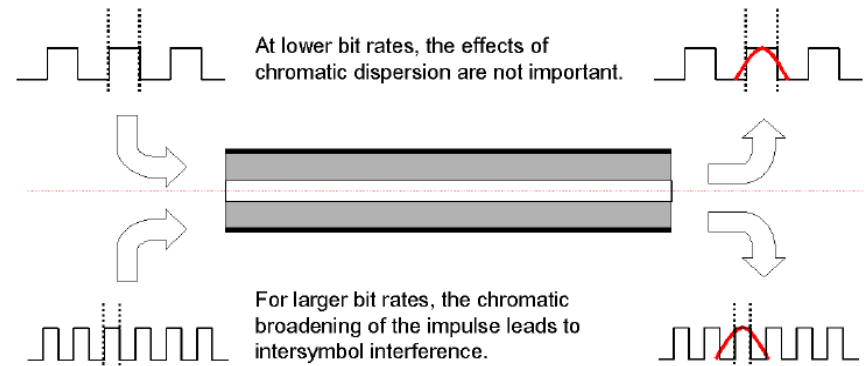 At lower bit rates, the effects of
chromatic dispersion are not important.
For larger bit rates, the chromatic
broadening of the impulse leads to
intersymbol interference.